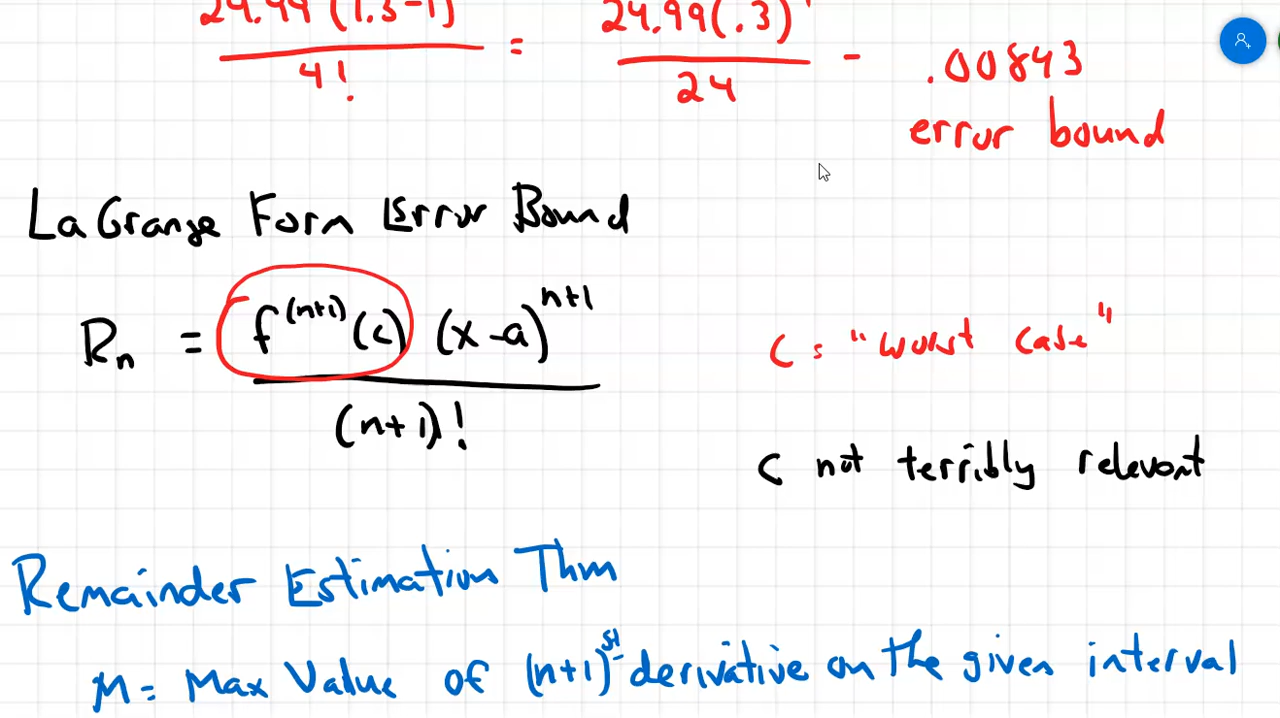 24.99 (1.3-1) / 4! = 24.99(.3) / 24 - .00843
error bound
LaGrange Form Error Bound
Rn = f^(n+1)(c) (x-a)^n+1 / (n+1)!
c = "worst case"
c not terribly relevant
Remainder Estimation Thm
M = Max Value of (n+1)^st derivative on the given interval